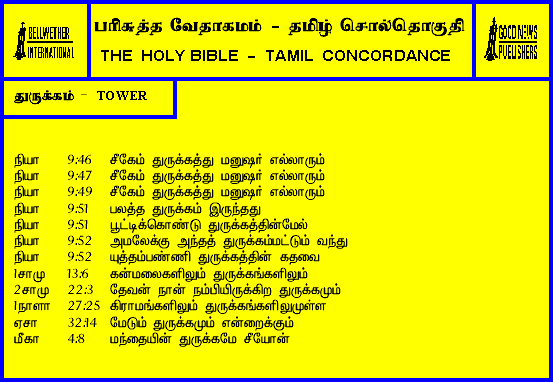 BELLWETHER INTERNATIONAL
பரிசுத்த வேதாகமம் - தமிழ் சொல்தொகுதி
THE HOLY BIBLE - TAMIL CONCORDANCE
GOOD NEWS PUBLISHERS
துருக்கம் - TOWER
நியா 9:46 சீகேம் துருக்கத்து மனுஷர் எல்லாரும்
நியா 9:47 சீகேம் துருக்கத்து மனுஷர் எல்லாரும்
நியா 9:49 சீகேம் துருக்கத்து மனுஷர் எல்லாரும்
நியா 9:51 பலத்த துருக்கம் இருந்தது
நியா 9:51 பூட்டிக்கொண்டு துருக்கத்தின்மேல்
நியா 9:52 அமலேக்கு அந்தத் துருக்கம்மட்டும் வந்து
நியா 9:52 யுத்தம்பண்ணி துருக்கத்தின் கதவை
1சாமு 13:6 கன்மலைகளிலும் துருக்கங்களிலும்
2சாமு 22:3 தேவன் நான் நம்பியிருக்கிற துருக்கமும்
1நாளா 27:25 கிராமங்களிலும் துருக்கங்களிலுமுள்ள
ஏசா 32:14 மேடும் துருக்கமும் என்றைக்கும்
மீகா 4:8 மந்தையின் துருக்கமே சீயோன்